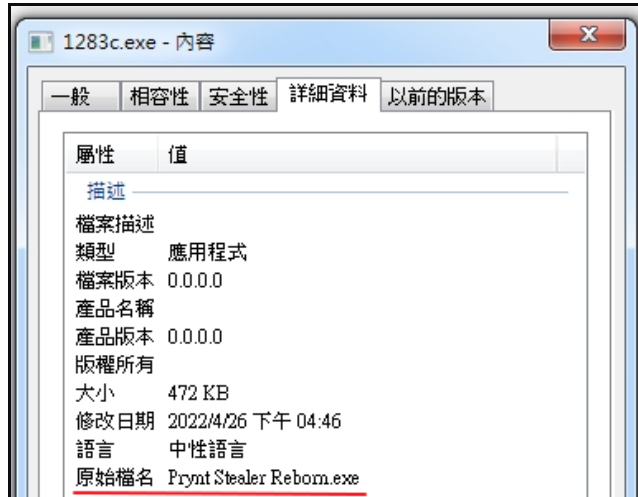 1283c.exe - 內容
一般 相容性 安全性 詳細資料 以前的版本
屬性 值
描述
檔案描述
類型 應用程式
檔案版本 0.0.0.0
產品名稱
產品版本 0.0.0.0
版權所有
大小 472 KB
修改日期 2022/4/26 下午 04:46
語言 中性語言
原始檔名 Prynt Stealer Reborn.exe